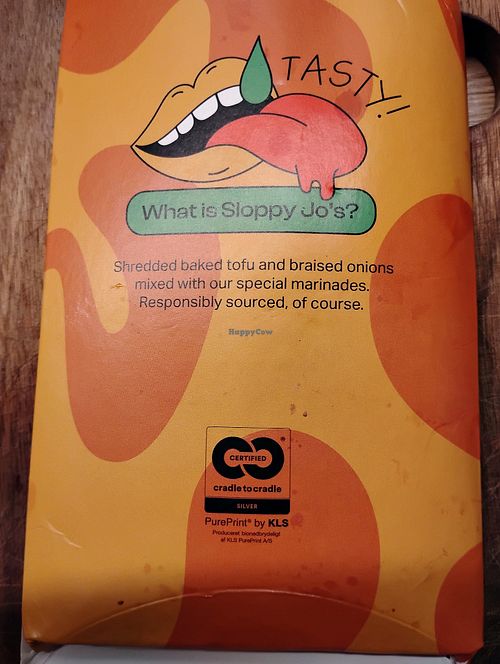 TASTY!
What is Sloppy Jo's?
Shredded baked tofu and braised onions
mixed with our special marinades.
Responsibly sourced, of course.
HappyCow
CERTIFIED
®
cradle to cradle
SILVER
PurePrint® by KLS
Produceret bionedbrydeligt
af KLS PurePrint A/S